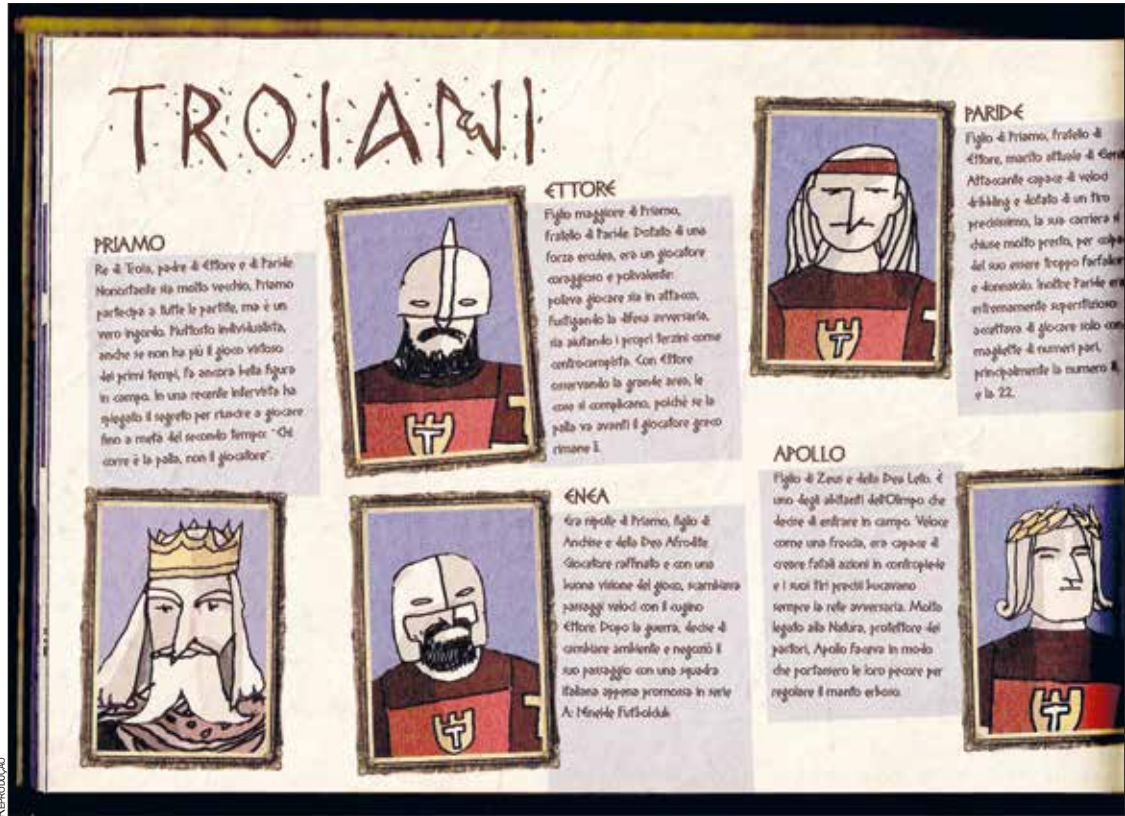 TROIANI
PRIAMO
Re di Troia, padre di Ettore e di Paride
Nonostante sia molto vecchio, Priamo
partecipa a tutte le partite, ma è un
vero ingordo. Piuttosto individualista,
anche se non ha più il gioco vistoso
dei primi tempi, fa ancora bella figura
in campo. In una recente intervista ha
spiegato il segreto per riuscire a giocare
fino a metà del secondo tempo: "Chi
corre è la palla, non il giocatore".
ETTORE
Figlio maggiore di Priamo,
fratello di Paride. Dotato di una
forza erculea, era un giocatore
coraggioso e polivalente:
poteva giocare sia in attacco,
fustigando la difesa avversaria,
sia aiutando i propri terzini come
centrocampista. Con Ettore
osservando la grande area, le
cose si complicano, poichè se la
palla va avanti il giocatore greco
rimane lì.
ENEA
Era nipote di Priamo, figlio di
Anchise e della Dea Afrodite
Giocatore raffinato e con una
buona visione del gioco, scambiava
passaggi veloci con il cugino
Ettore. Dopo la guerra, decise di
cambiare ambiente e negoziò il
suo passaggio con una squadra
italiana appena promossa in serie
A:
PARIDE
Figlio di Priamo, fratello di
Ettore, marito attuale di
Attaccante capace di veloci
dribbling e dotato di un tiro
precisissimo, la sua carriera si
chiuse molto presto, per colpa
del suo essere troppo
e donnaiolo. Inoltre Paride era
estremamente superstizioso:
accettava di giocare solo con
magliette di numeri pari,
principalmente la numero
e la 22.
APOLLO
Figlio di Zeus e della Dea Leto. È
uno degli abitanti dell'Olimpo che
decise di entrare in campo. Veloce
come una freccia, era capace di
creare fatali azioni in contropiede
e i suoi tiri precisi bucavano
sempre la rete avversaria. Molto
legato alla Natura, protettore dei
pastori, Apollo faceva in modo
che portassero le loro pecore per
regolare il manto erboso.
T
T
T
T
REPRODUÇÃO